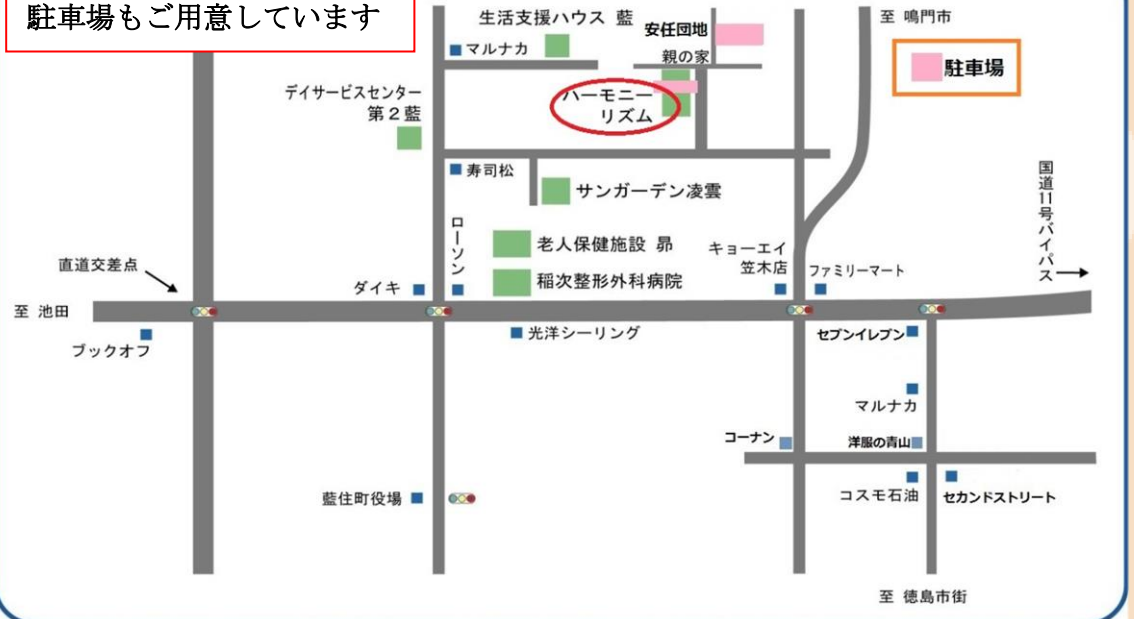 駐車場もご用意しています
生活支援ハウス 藍
至 鳴門市
マルナカ
安任団地
親の家
駐車場
デイサービスセンター
第2藍
ハーモニー
リズム
寿司松
サンガーデン凌雲
国道11号バイパス
ローソン
老人保健施設 昴
稲次整形外科病院
キョーエイ
笠木店
ファミリーマート
直道交差点
ダイキ
至 池田
ブックオフ
光洋シーリング
セブンイレブン
マルナカ
コーナン
洋服の青山
藍住町役場
コスモ石油
セカンドストリート
至 徳島市街